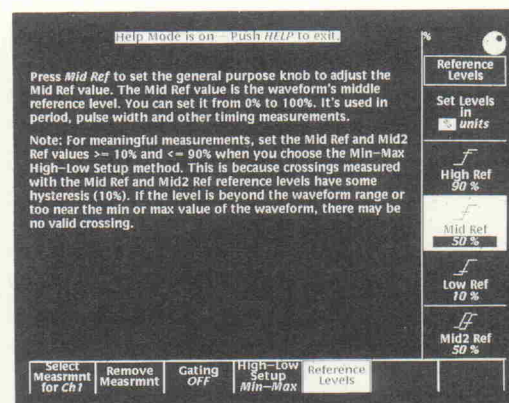 Help Mode is on — Push HELP to exit.
%
Press Mid Ref to set the general purpose knob to adjust the
Mid Ref value. The Mid Ref value is the waveform's middle
reference level. You can set it from 0% to 100%. It's used in
period, pulse width and other timing measurements.
Note: For meaningful measurements, set the Mid Ref and Mid2
Ref values >= 10% and <= 90% when you choose the Min-Max
High-Low Setup method. This is because crossings measured
with the Mid Ref and Mid2 Ref reference levels have some
hysteresis (10%). If the level is beyond the waveform range or
too near the min or max value of the waveform, there may be
no valid crossing.
Reference
Levels
Set Levels
in
% units
High Ref
90 %
Mid Ref
50 %
Low Ref
10 %
Mid2 Ref
50 %
Select
Measrmnt
for Ch1
Remove
Measrmnt
Gating
OFF
High-Low
Setup
Min-Max
Reference
Levels